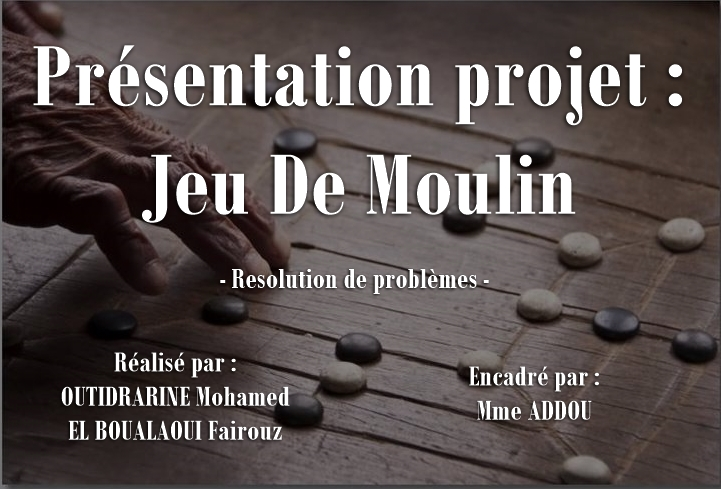 Présentation projet :
Jeu De Moulin
- Resolution de problèmes -
Réalisé par :
OUTIDRARINE Mohamed
EL BOUALAOUI Fairouz
Encadré par :
Mme ADDOU